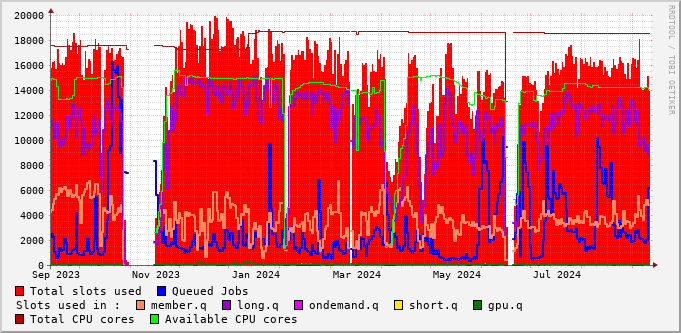 20000
18000
16000
14000
12000
10000
8000
6000
4000
2000
0
Sep 2023 Nov 2023 Jan 2024 Mar 2024 May 2024 Jul 2024
RRDTOOL / TOBI OETIKER
Total slots used Queued Jobs
Slots used in : member.q long.q ondemand.q short.q gpu.q
Total CPU cores Available CPU cores